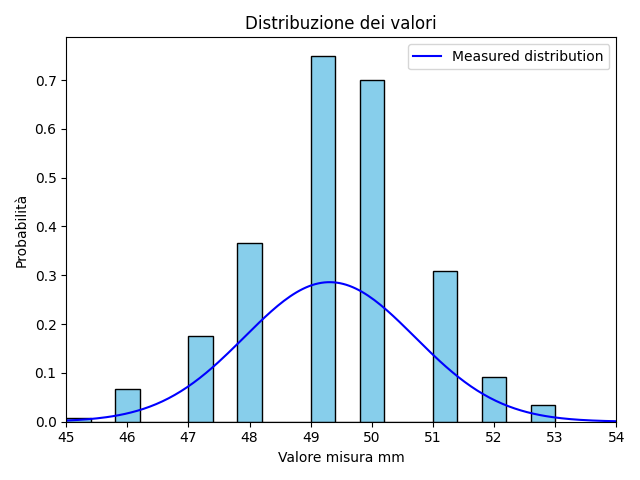 Distribuzione dei valori
Measured distribution
Probabilità
0.7
0.6
0.5
0.4
0.3
0.2
0.1
0.0
45 46 47 48 49 50 51 52 53 54
Valore misura mm